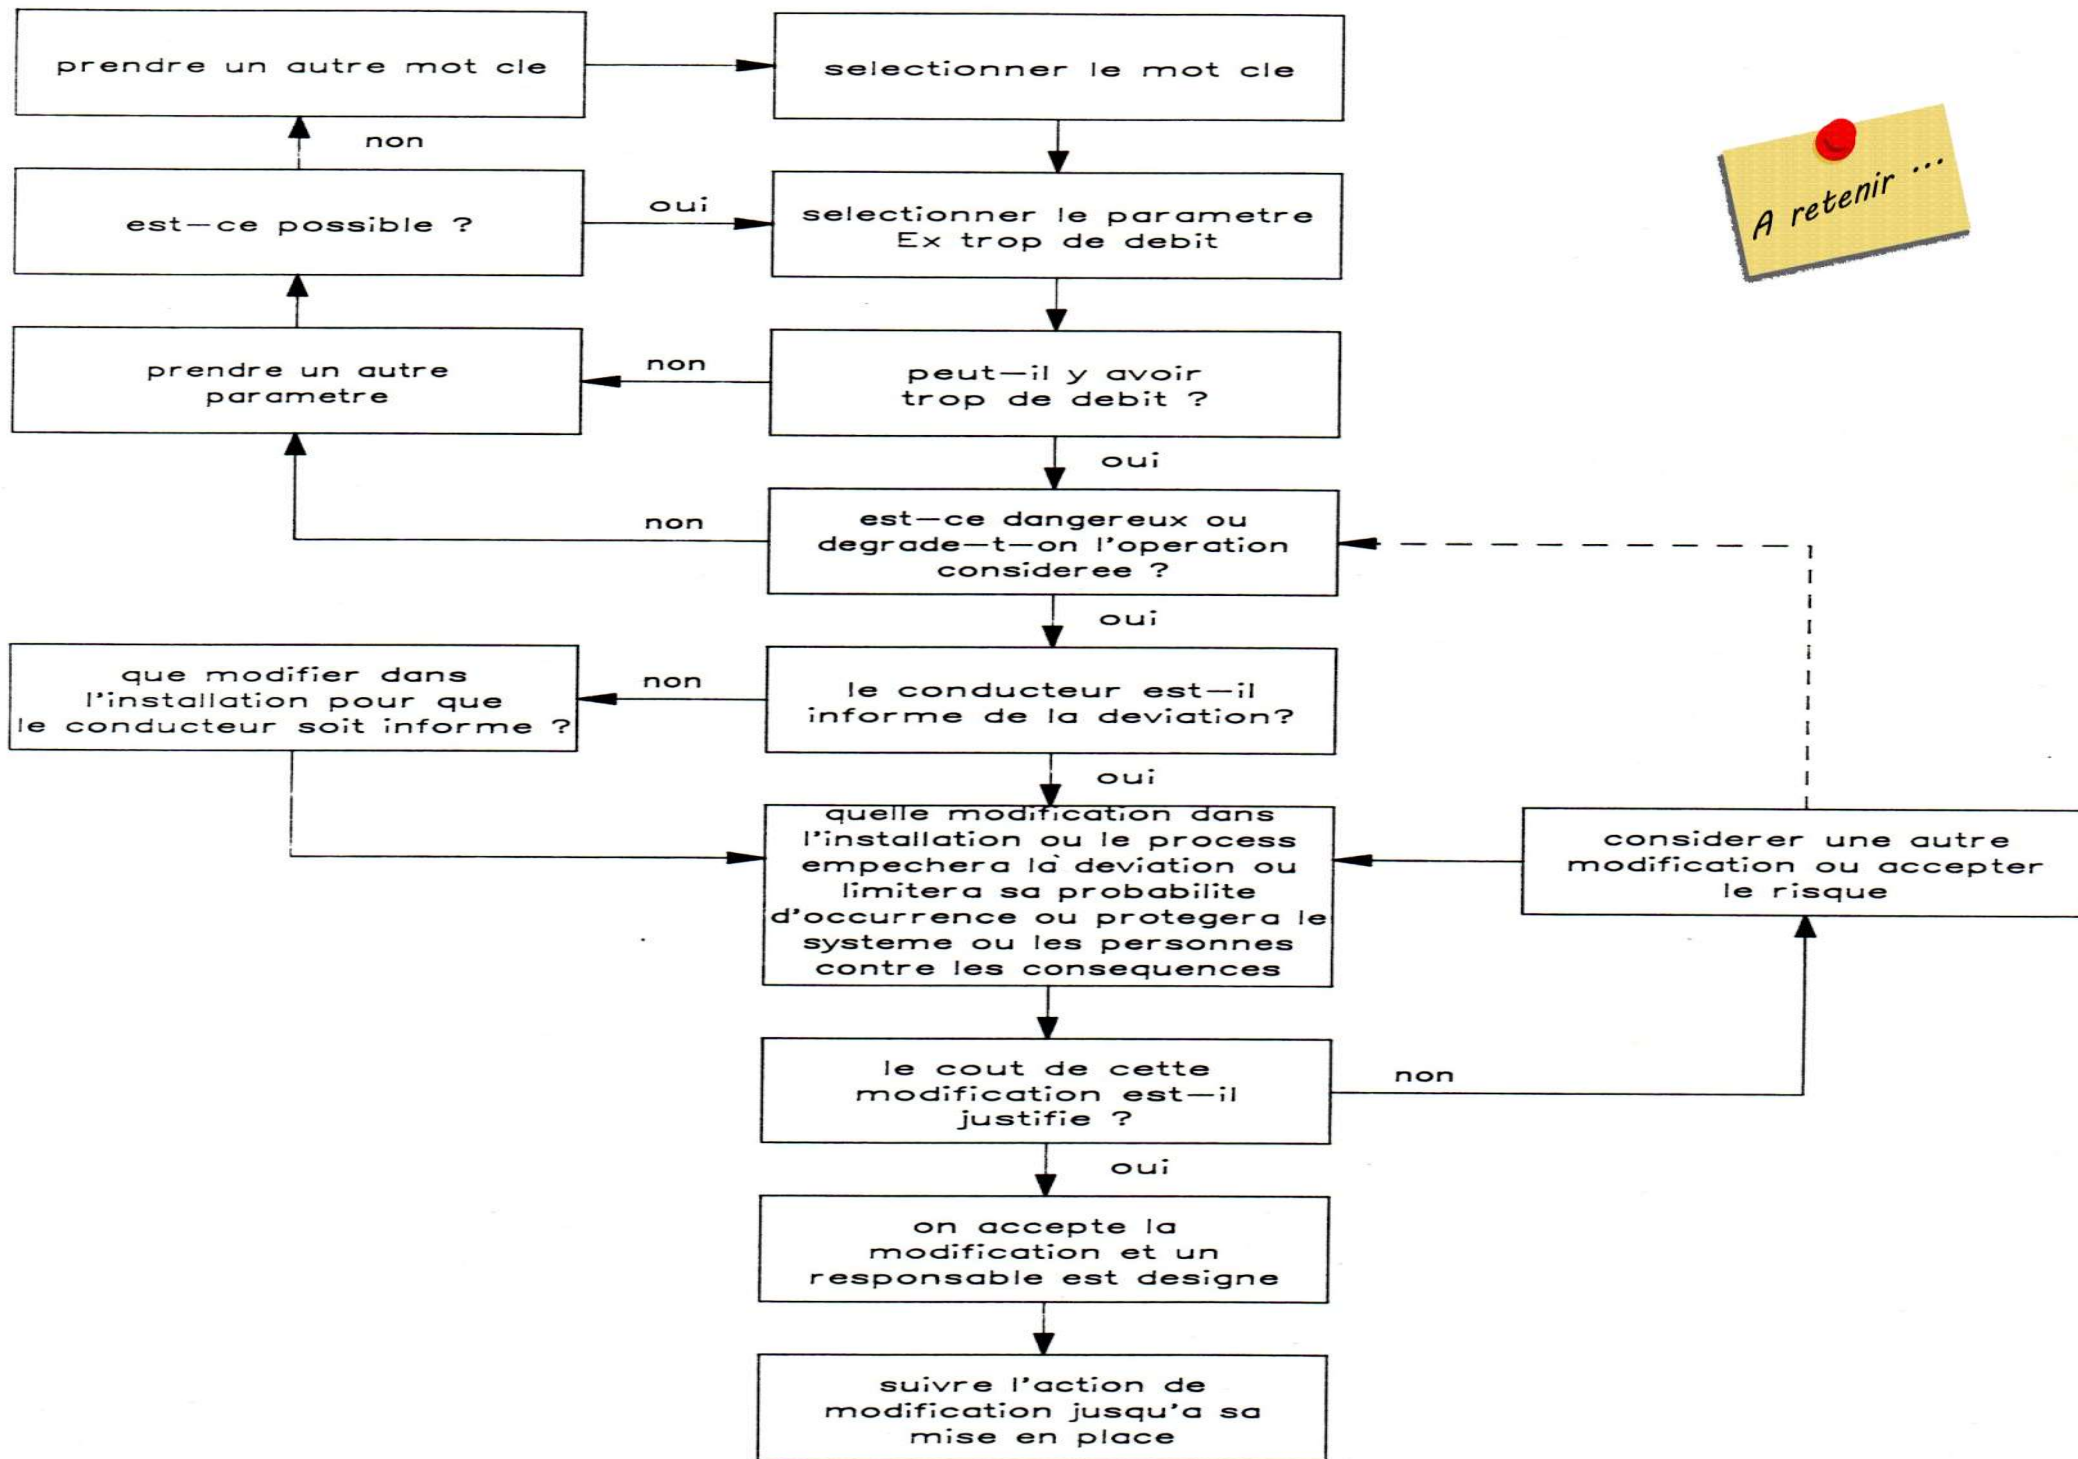 prendre un autre mot cle
selectionner le mot cle
non
est-ce possible ?
oui
selectionner le parametre
Ex trop de debit
A retenir ...
prendre un autre
parametre
non
peut-il y avoir
trop de debit ?
oui
non
est-ce dangereux ou
degrade-t-on l'operation
consideree ?
oui
que modifier dans
l'installation pour que
le conducteur soit informe ?
non
le conducteur est-il
informe de la deviation?
oui
quelle modification dans
l'installation ou le process
empechera la deviation ou
limitera sa probabilite
d'occurrence ou protegera le
systeme ou les personnes
contre les consequences
considerer une autre
modification ou accepter
le risque
le cout de cette
modification est-il
justifie ?
non
oui
on accepte la
modification et un
responsable est designe
suivre l'action de
modification jusqu'a sa
mise en place